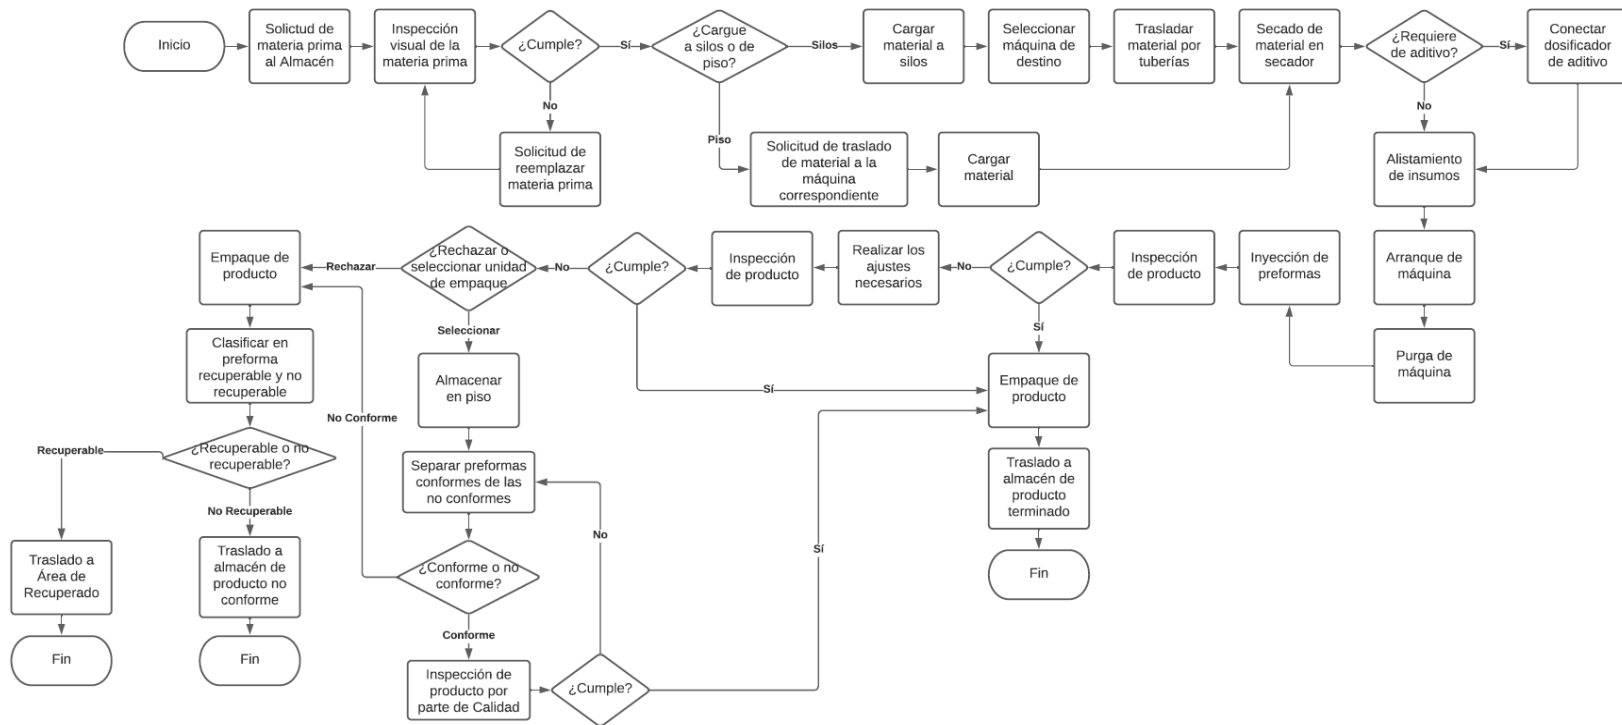 Inicio
Solicitud de
materia prima
al Almacén
Inspección
visual de la
materia prima
¿Cumple?
Sí
No
Solicitud de
reemplazar
materia prima
¿Cargue
a silos o de
piso?
Silos
Piso
Cargar
material a
silos
Seleccionar
máquina de
destino
Trasladar
material por
tuberías
Secado de
material en
secador
¿Requiere
de aditivo?
Sí
No
Conectar
dosificador
de aditivo
Solicitud de traslado
de material a la
máquina
correspondiente
Cargar
material
Alistamiento
de insumos
Arranque de
máquina
Purga de
máquina
Inyección de
preformas
Inspección
de producto
¿Cumple?
No
Sí
Realizar los
ajustes
necesarios
Inspección
de producto
¿Cumple?
No
Sí
¿Rechazar o
seleccionar unidad
de empaque?
Rechazar
Seleccionar
Empaque de
producto
Clasificar en
preforma
recuperable y no
recuperable
¿Recuperable o no
recuperable?
Recuperable
No Recuperable
Traslado a
Área de
Recuperado
Fin
Traslado a
almacén de
producto no
conforme
Fin
Almacenar
en piso
Separar preformas
conformes de las
no conformes
¿Conforme o no
conforme?
No Conforme
Conforme
Inspección de
producto por
parte de Calidad
¿Cumple?
No
Sí
Empaque de
producto
Traslado a
almacén de
producto
terminado
Fin